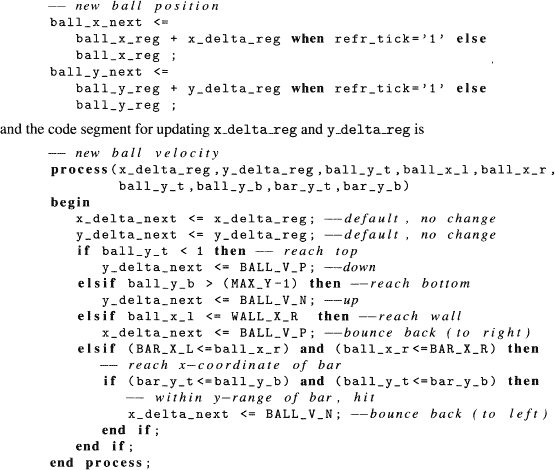 -- new ball position
ball_x_next <=
ball_x_reg + x_delta_reg when refr_tick='1' else
ball_x_reg ;
ball_y_next <=
ball_y_reg + y_delta_reg when refr_tick='1' else
ball_y_reg ;
and the code segment for updating x_delta_reg and y_delta_reg is
-- new ball velocity
process(x_delta_reg,y_delta_reg,ball_y_t,ball_x_l,ball_x_r,
ball_y_t,ball_y_b,bar_y_t,bar_y_b)
begin
x_delta_next <= x_delta_reg; --default, no change
y_delta_next <= y_delta_reg; --default, no change
if ball_y_t < 1 then -- reach top
y_delta_next <= BALL_V_P; --down
elsif ball_y_b > (MAX_Y-1) then --reach bottom
y_delta_next <= BALL_V_N; --up
elsif ball_x_l <= WALL_X_R then --reach wall
x_delta_next <= BALL_V_P; --bounce back (to right)
elsif (BAR_X_L<=ball_x_r) and (ball_x_r<=BAR_X_R) then
-- reach x-coordinate of bar
if (bar_y_t<=ball_y_b) and (ball_y_t<=bar_y_b) then
-- within y-range of bar, hit
x_delta_next <= BALL_V_N; --bounce back (to left)
end if;
end if;
end process;